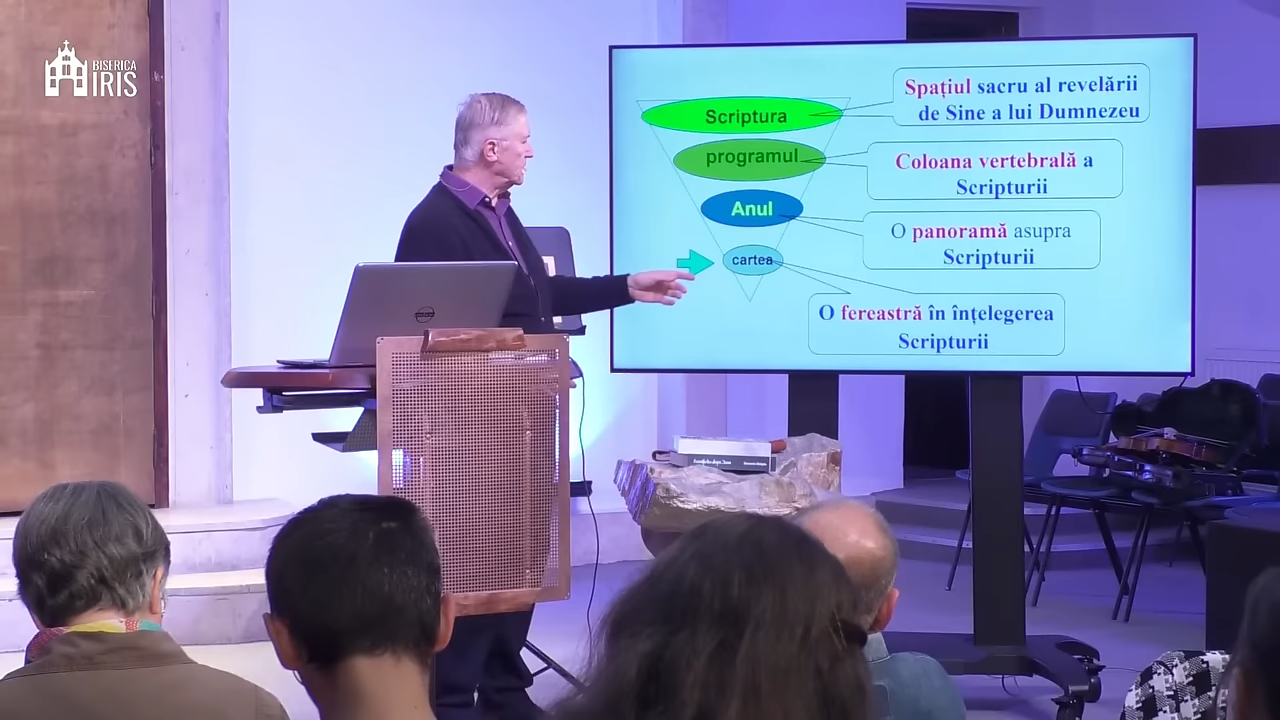 BISERICA
IRIS
Scriptura
Spațiul sacru al revelării
de Sine a lui Dumnezeu
programul
Coloana vertebrală a
Scripturii
Anul
O panoramă asupra
Scripturii
cartea
O fereastră în înțelegerea
Scripturii